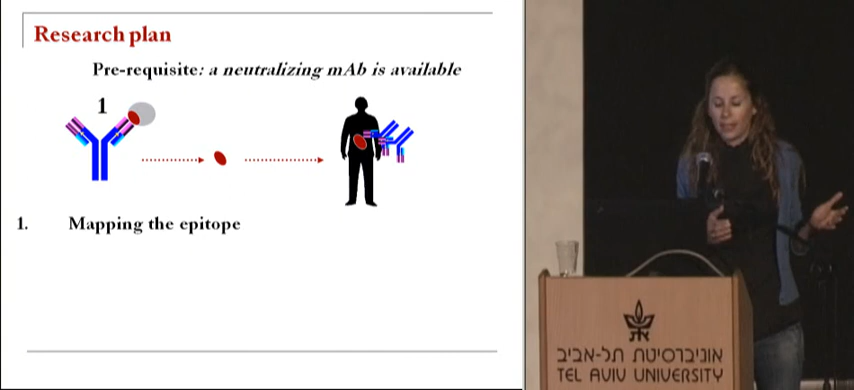 Research plan
Pre-requisite: a neutralizing mAb is available
1
1. Mapping the epitope
אוניברסיטת תל-אביב
TEL AVIV UNIVERSITY